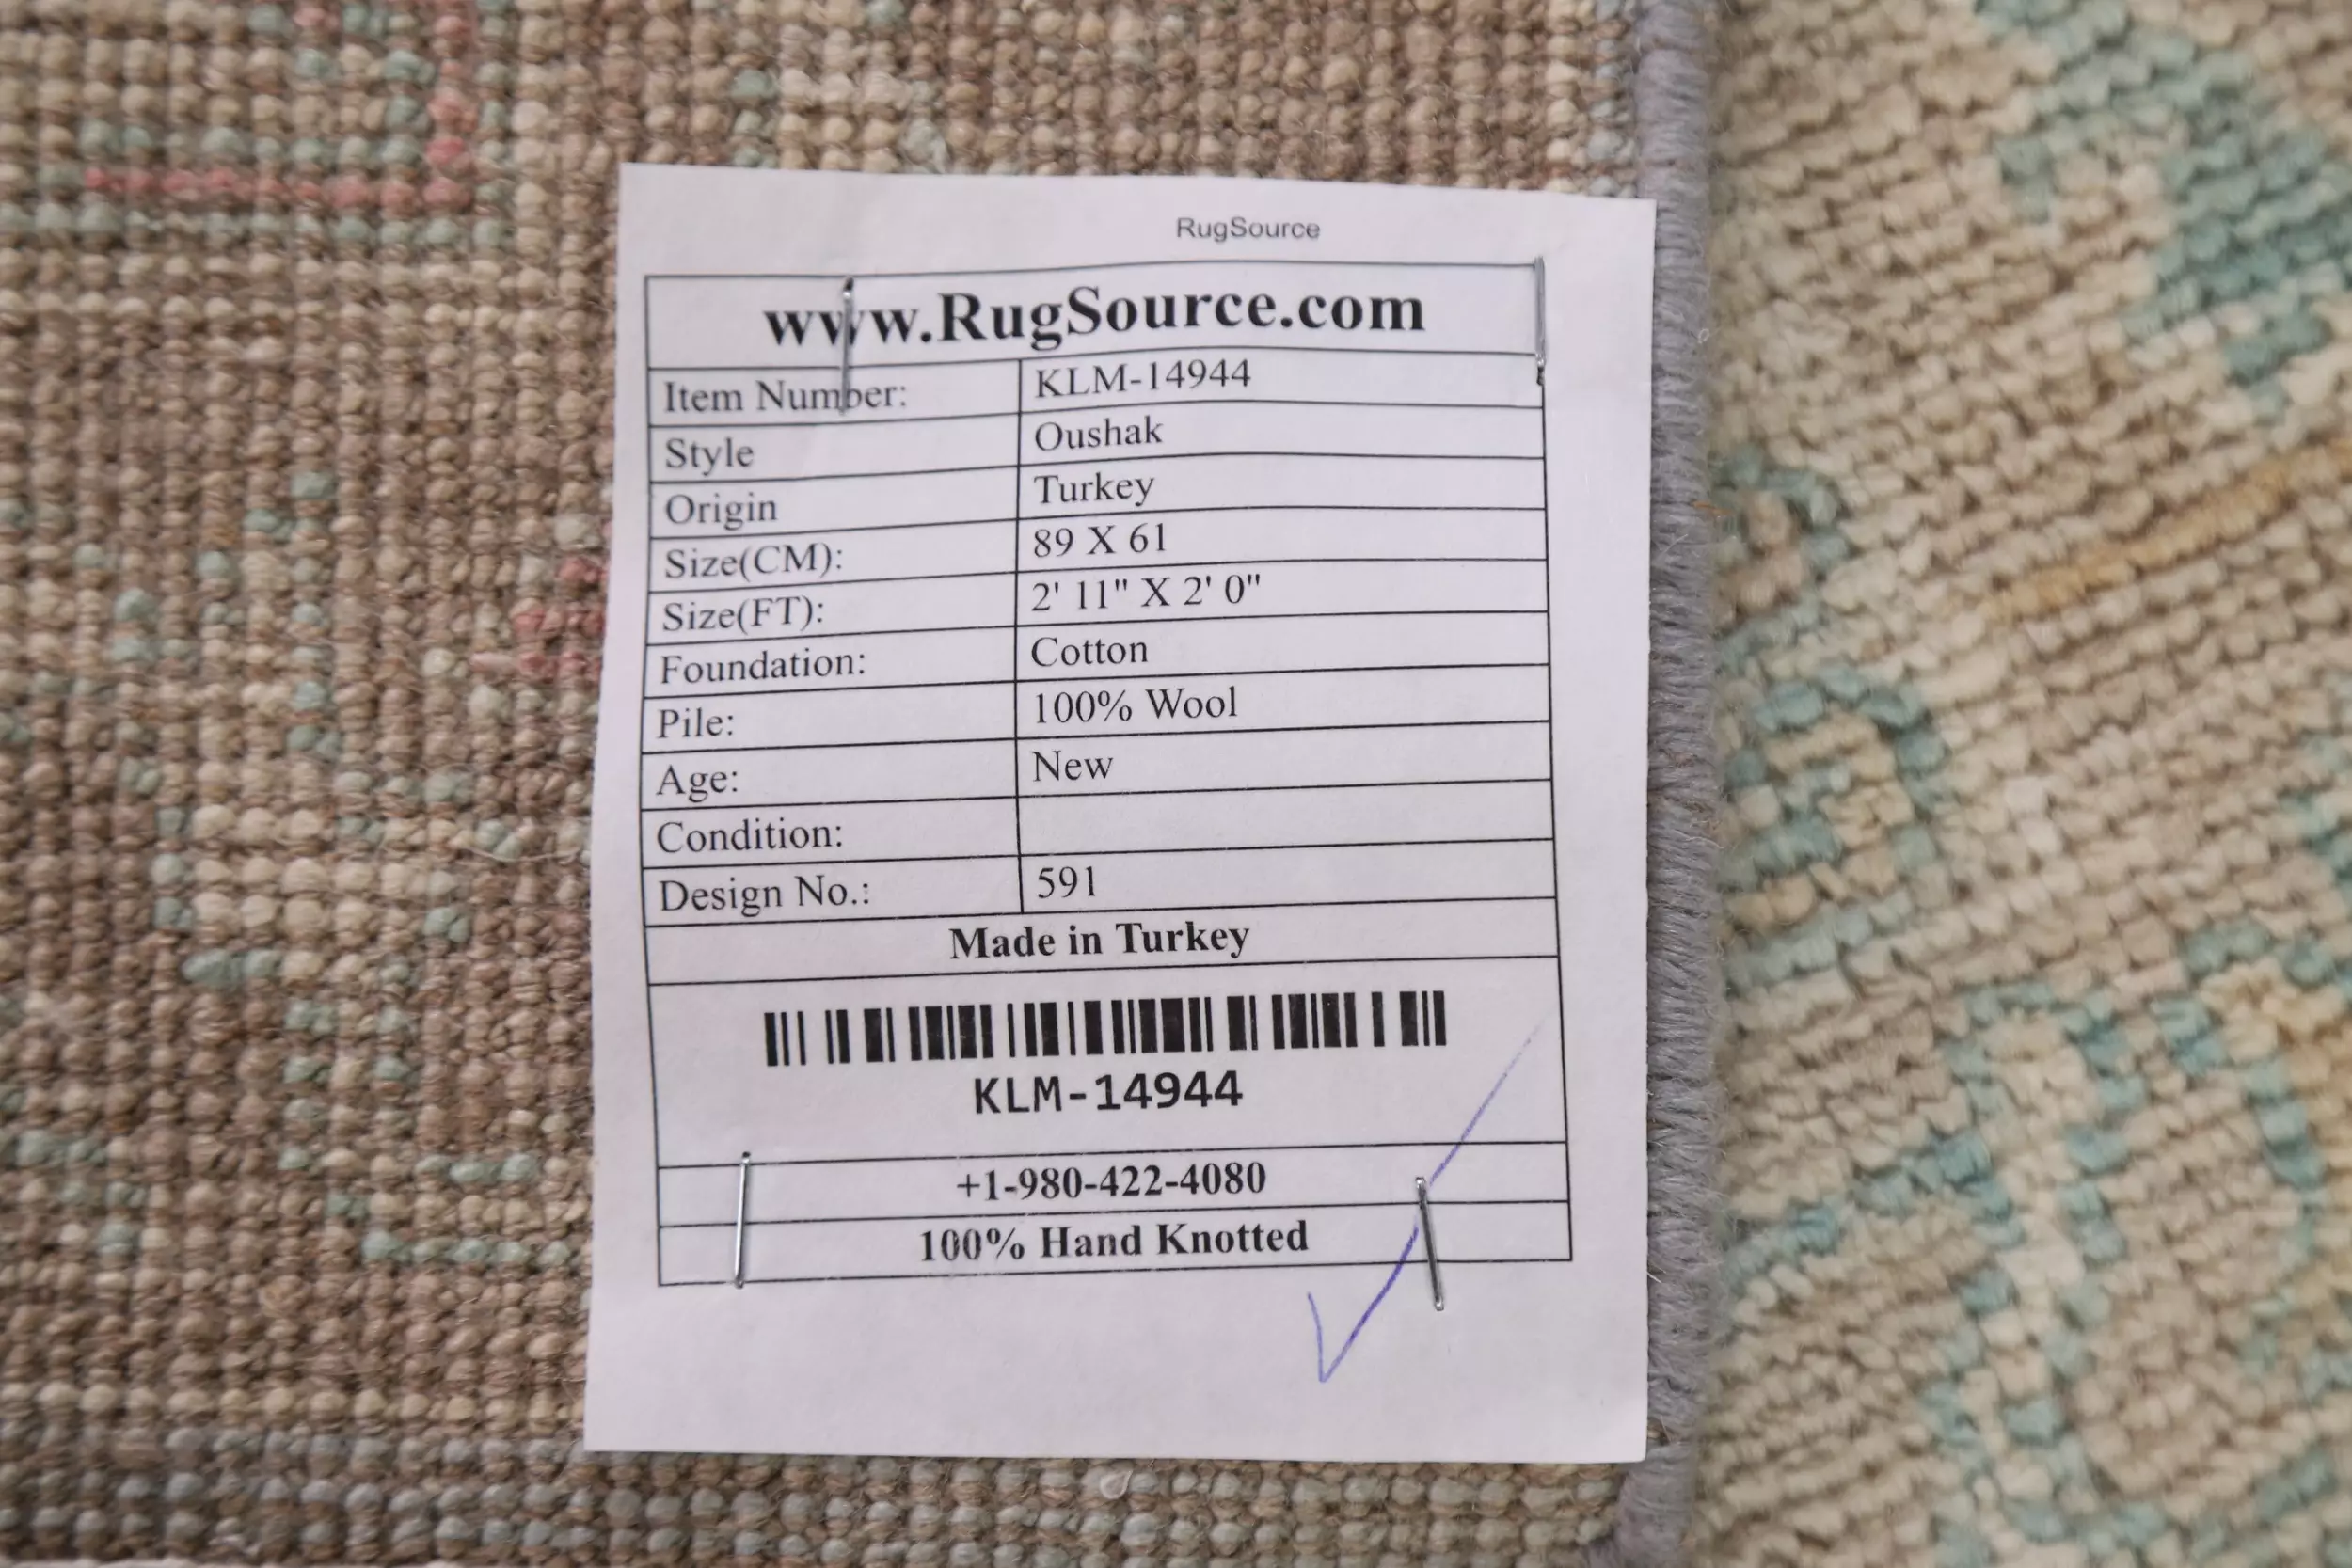 RugSource
www.RugSource.com
Item Number: KLM-14944
Style Oushak
Origin Turkey
Size(CM): 89 X 61
Size(FT): 2' 11" X 2' 0"
Foundation: Cotton
Pile: 100% Wool
Age: New
Condition:
Design No.: 591
Made in Turkey
KLM-14944
+1-980-422-4080
100% Hand Knotted